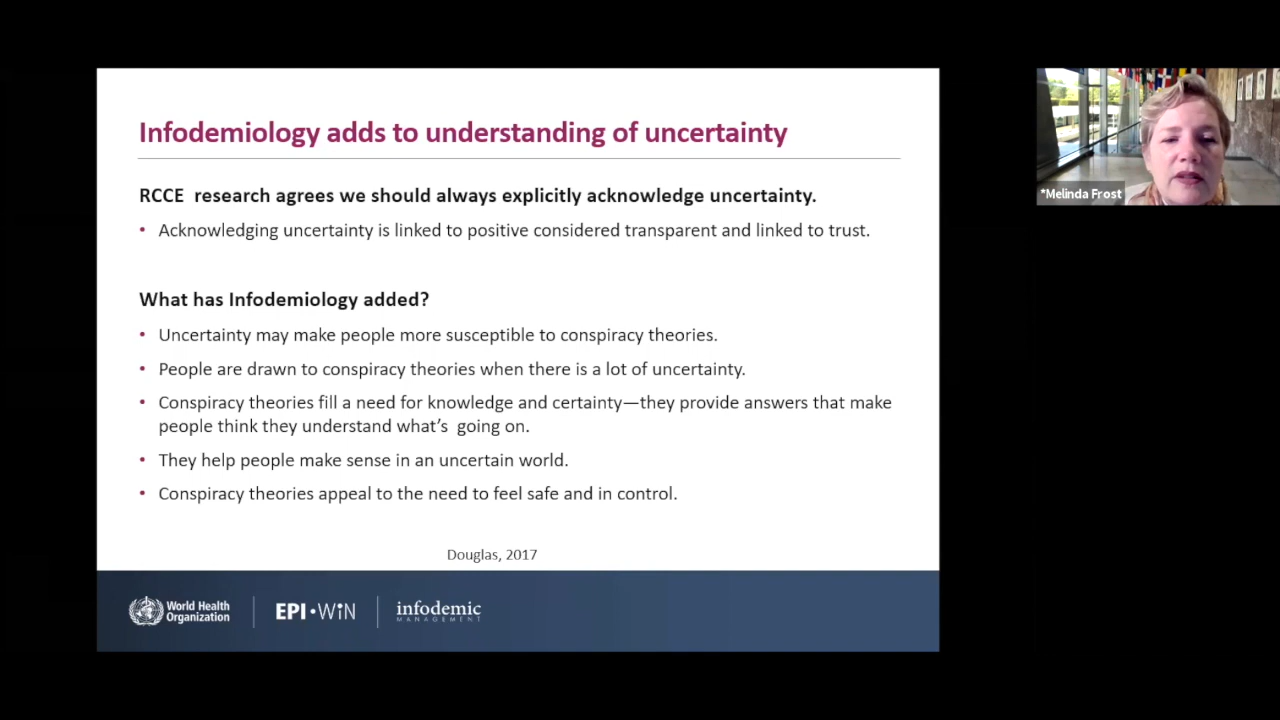 Infodemiology adds to understanding of uncertainty
RCCE research agrees we should always explicitly acknowledge uncertainty.
• Acknowledging uncertainty is linked to positive considered transparent and linked to trust.
What has Infodemiology added?
• Uncertainty may make people more susceptible to conspiracy theories.
• People are drawn to conspiracy theories when there is a lot of uncertainty.
• Conspiracy theories fill a need for knowledge and certainty—they provide answers that make
people think they understand what’s going on.
• They help people make sense in an uncertain world.
• Conspiracy theories appeal to the need to feel safe and in control.
Douglas, 2017
World Health
Organization
EPI•WiN
infodemic
MANAGEMENT
*Melinda Frost